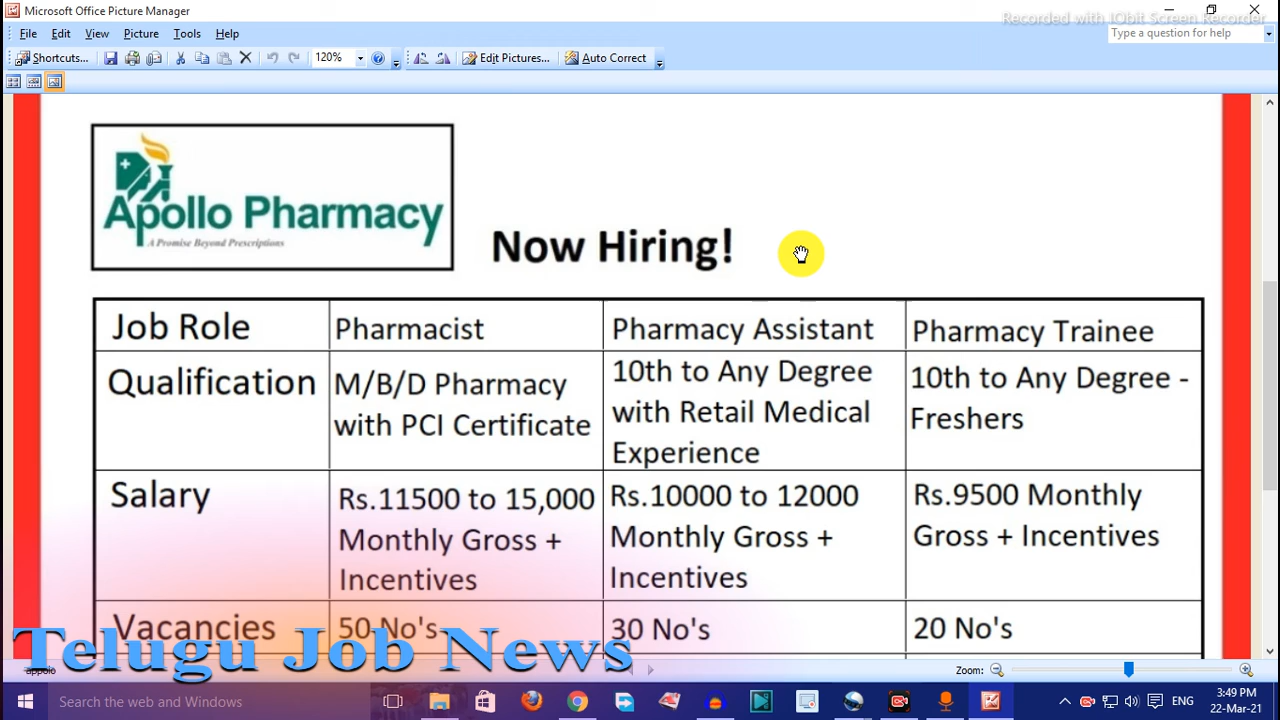 Microsoft Office Picture Manager
Recorded with IObit Screen Recorder
File Edit View Picture Tools Help
Type a question for help
Shortcuts... 120% Edit Pictures... Auto Correct
Apollo Pharmacy
A Promise Beyond Prescriptions
Now Hiring!
Job Role Pharmacist Pharmacy Assistant Pharmacy Trainee
Qualification M/B/D Pharmacy 10th to Any Degree 10th to Any Degree -
with PCI Certificate with Retail Medical Freshers
Experience
Salary Rs.11500 to 15,000 Rs.10000 to 12000 Rs.9500 Monthly
Monthly Gross + Monthly Gross + Gross + Incentives
Incentives Incentives
Vacancies 50 No's 30 No's 20 No's
Telugu Job News
appolo Zoom:
Search the web and Windows
ENG 3:49 PM
22-Mar-21